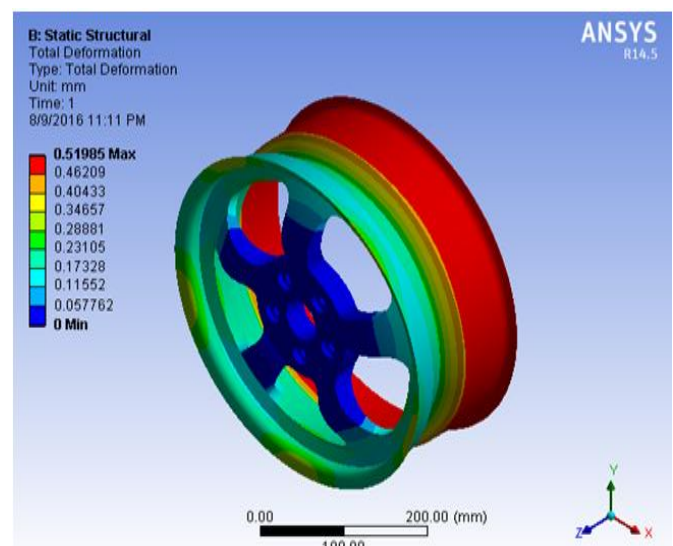 B: Static Structural
Total Deformation
Type: Total Deformation
Unit: mm
Time: 1
8/9/2016 11:11 PM
ANSYS
R14.5
0.51985 Max
0.46209
0.40433
0.34657
0.28881
0.23105
0.17328
0.11552
0.057762
0 Min
0.00 200.00 (mm)
100.00
Y
Z X